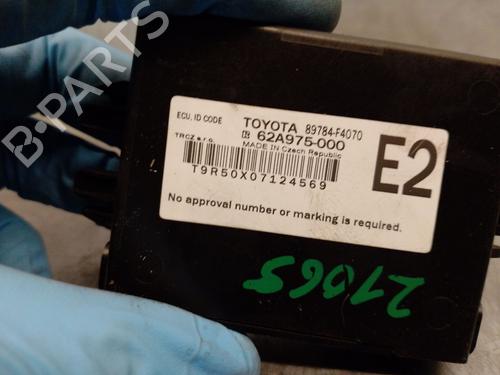 ECU. ID CODE
TOYOTA 89784-F4070
62A975-000
TRCZ s.r.o.
MADE IN Czech Republic
E2
T9R50X07124569
No approval number or marking is required.
21065
B-PARTS